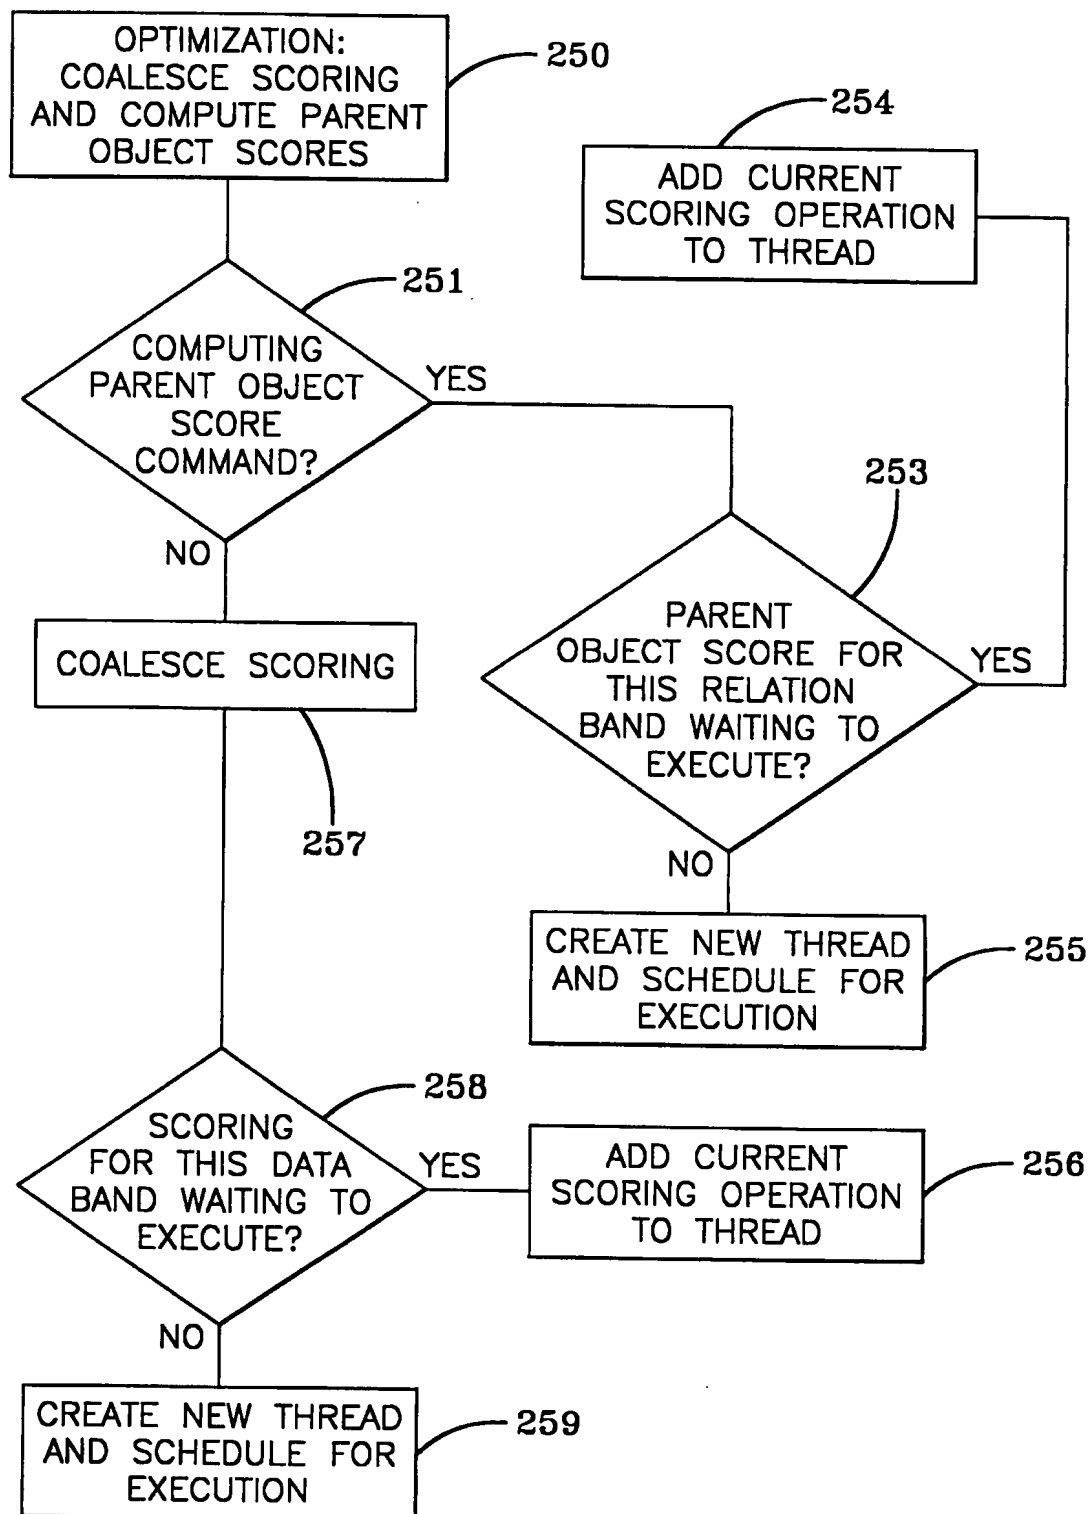 OPTIMIZATION:
COALESCE SCORING
AND COMPUTE PARENT
OBJECT SCORES
250
254
ADD CURRENT
SCORING OPERATION
TO THREAD
251
COMPUTING
PARENT OBJECT
SCORE
COMMAND?
YES
NO
253
PARENT
OBJECT SCORE FOR
THIS RELATION
BAND WAITING TO
EXECUTE?
YES
NO
COALESCE SCORING
257
CREATE NEW THREAD
AND SCHEDULE FOR
EXECUTION
255
258
SCORING
FOR THIS DATA
BAND WAITING TO
EXECUTE?
YES
NO
ADD CURRENT
SCORING OPERATION
TO THREAD
256
CREATE NEW THREAD
AND SCHEDULE FOR
EXECUTION
259